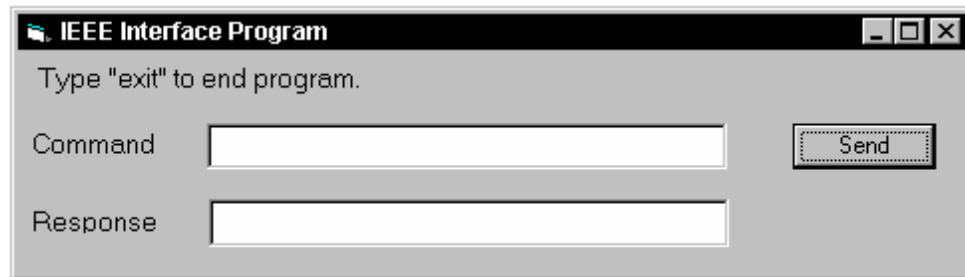 IEEE Interface Program
Type "exit" to end program.
Command
Send
Response